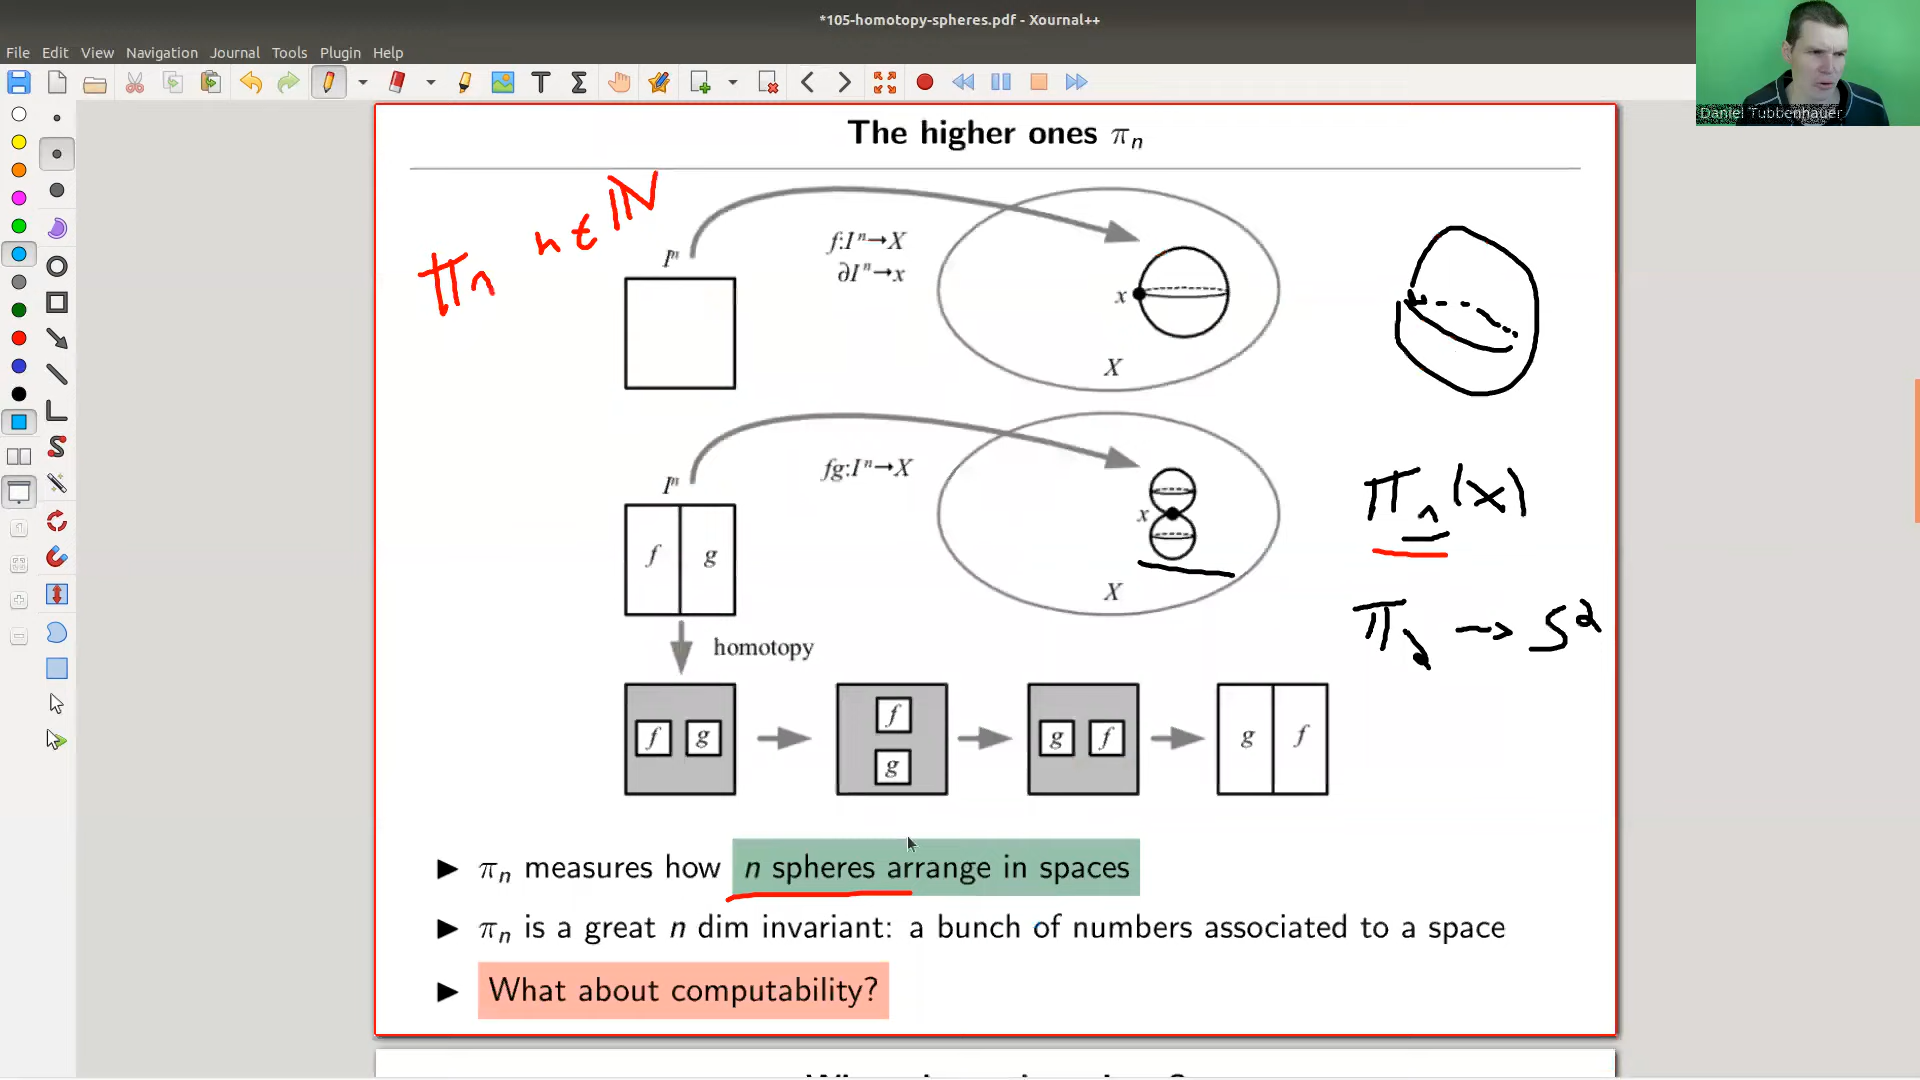 *105-homotopy-spheres.pdf - Xournal++
File Edit View Navigation Journal Tools Plugin Help
Daniel Tubbenhauer
The higher ones πₙ
πₙ n ∈ ℕ
Iⁿ
f:Iⁿ→X
∂Iⁿ→x
x
X
Iⁿ
fg:Iⁿ→X
f g
x
X
πₙ(X)
π₂ → S²
homotopy
f g
f
g
g f
g f
► πₙ measures how n spheres arrange in spaces
► πₙ is a great n dim invariant: a bunch of numbers associated to a space
► What about computability?